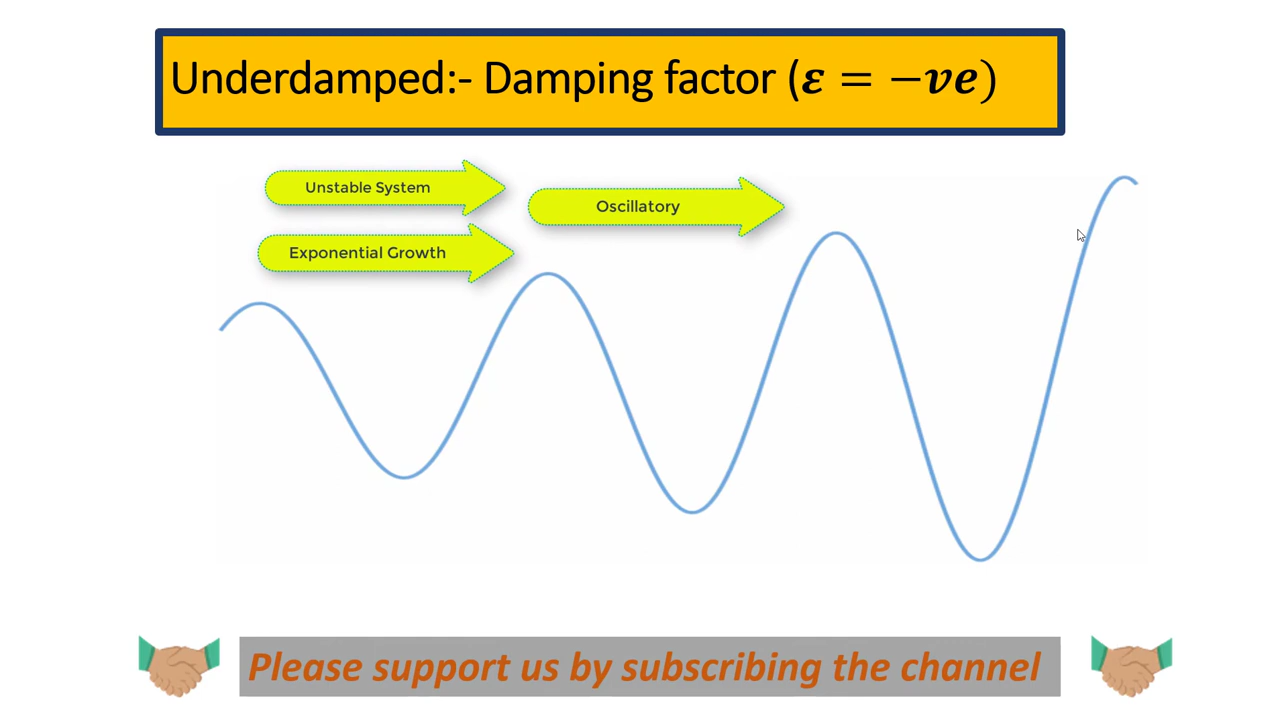 Underdamped:- Damping factor (𝜺 = −𝒗𝒆)
Unstable System
Oscillatory
Exponential Growth
Please support us by subscribing the channel